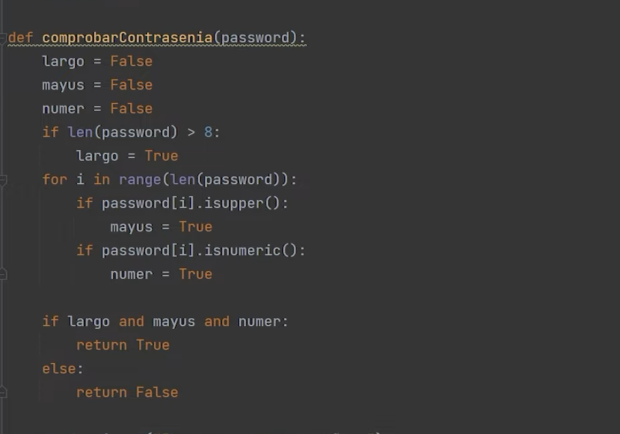 def comprobarContrasenia(password):
    largo = False
    mayus = False
    numer = False
    if len(password) > 8:
        largo = True
    for i in range(len(password)):
        if password[i].isupper():
            mayus = True
        if password[i].isnumeric():
            numer = True
    if largo and mayus and numer:
        return True
    else:
        return False